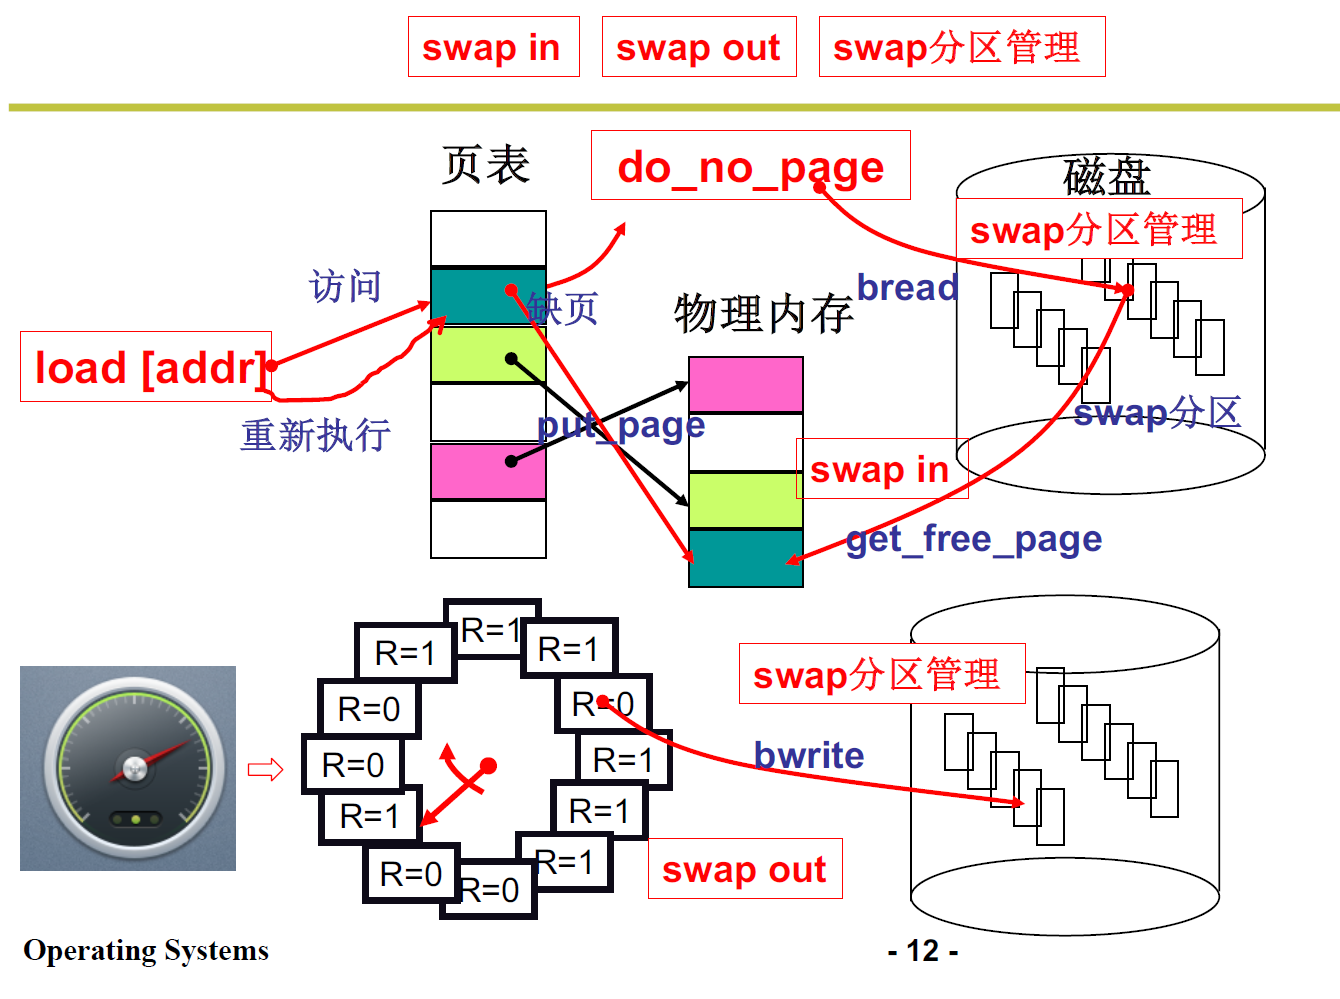 swap in
swap out
swap分区管理
页表
do_no_page
磁盘
swap分区管理
访问
缺页
物理内存
bread
load [addr]
重新执行
put_page
swap分区
swap in
get_free_page
R=1
R=1
R=1
R=0
R=0
R=0
R=1
R=1
R=1
R=1
R=0
R=0
swap分区管理
bwrite
swap out
Operating Systems
- 12 -